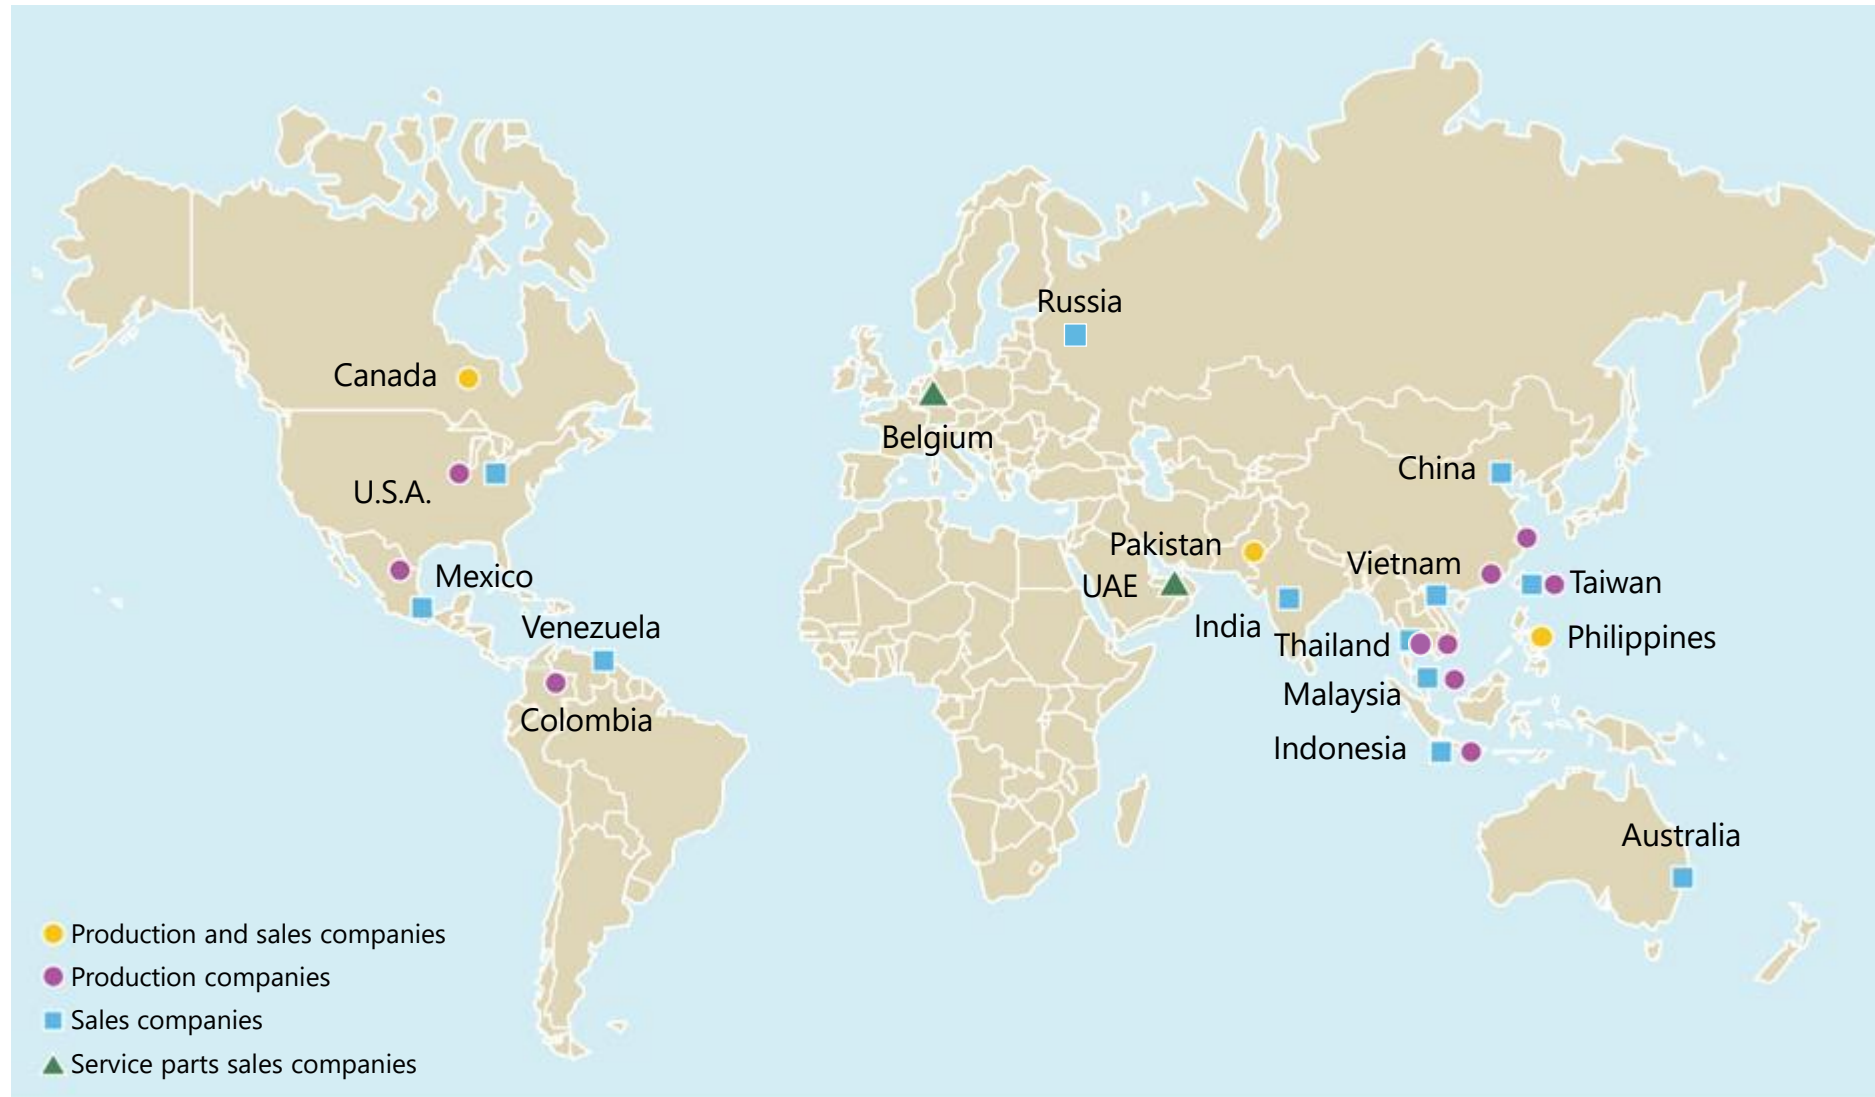 Russia
Canada
Belgium
China
U.S.A.
Pakistan
Vietnam
Mexico
UAE
Taiwan
Venezuela
India
Thailand
Philippines
Malaysia
Colombia
Indonesia
Australia
Production and sales companies
Production companies
Sales companies
Service parts sales companies